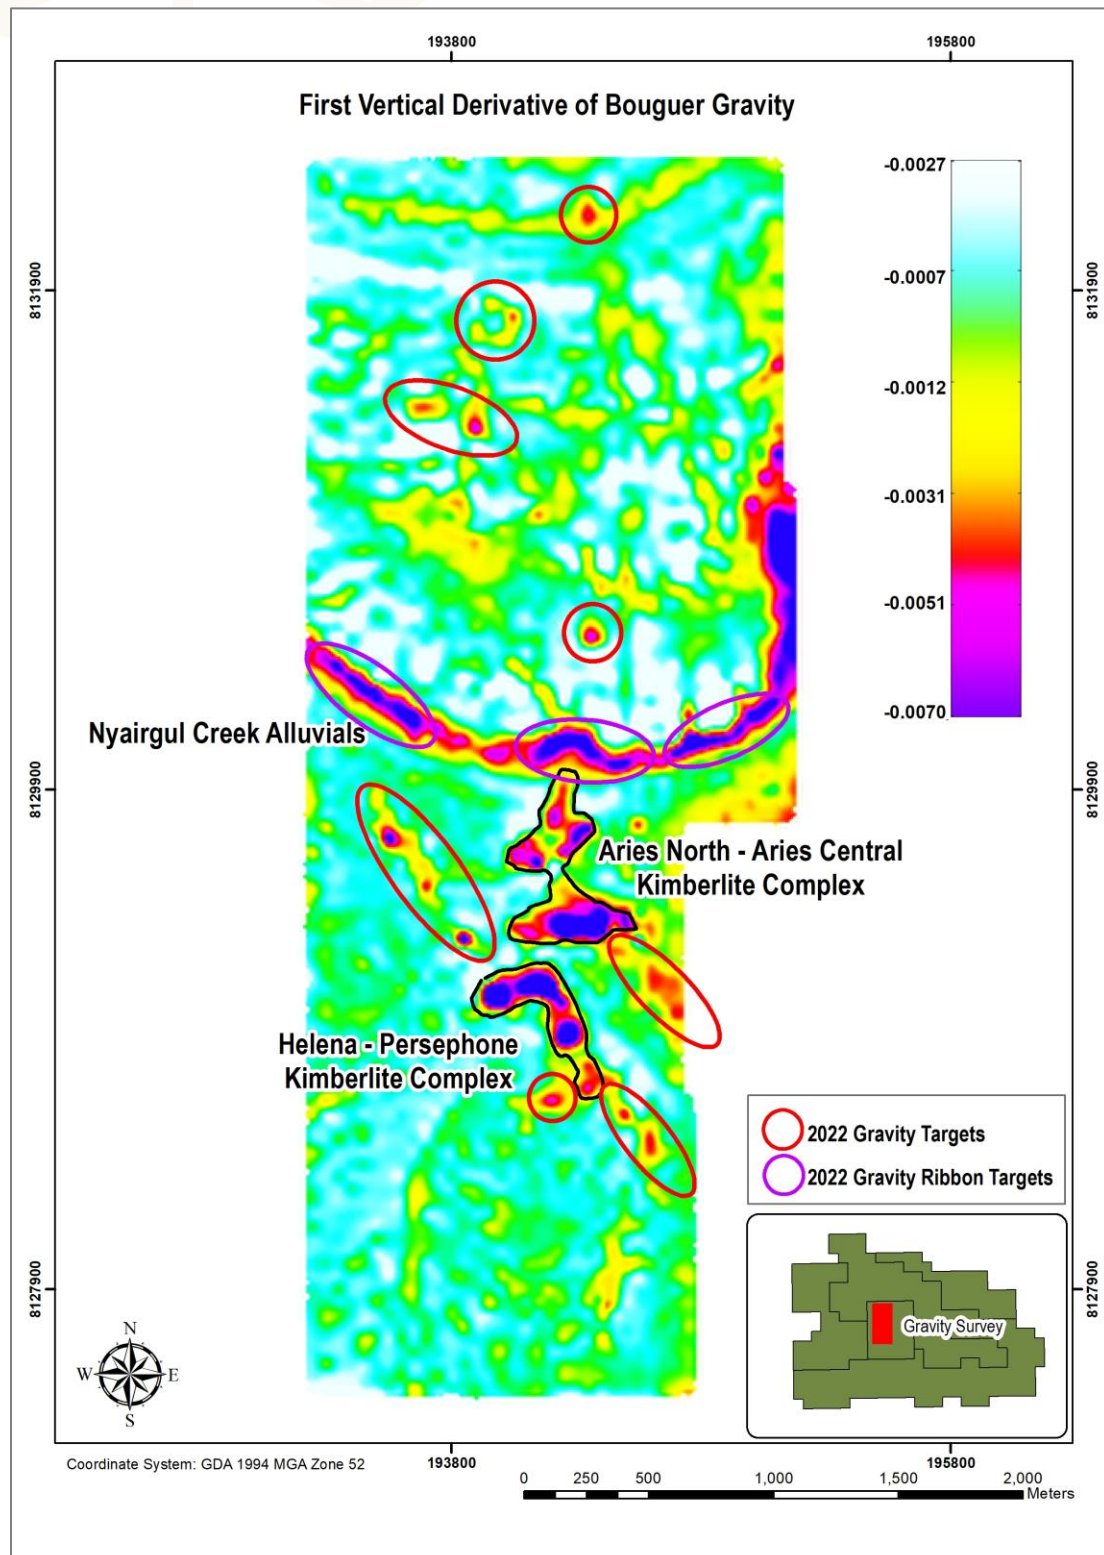 193800
195800
First Vertical Derivative of Bouguer Gravity
-0.0027
-0.0007
-0.0012
-0.0031
-0.0051
-0.0070
8131900
8131900
Nyairgul Creek Alluvials
8129900
8129900
Aries North - Aries Central
Kimberlite Complex
Helena - Persephone
Kimberlite Complex
2022 Gravity Targets
2022 Gravity Ribbon Targets
Gravity Survey
8127900
8127900
N
W
E
S
Coordinate System: GDA 1994 MGA Zone 52
193800
195800
0 250 500 1,000 1,500 2,000
Meters